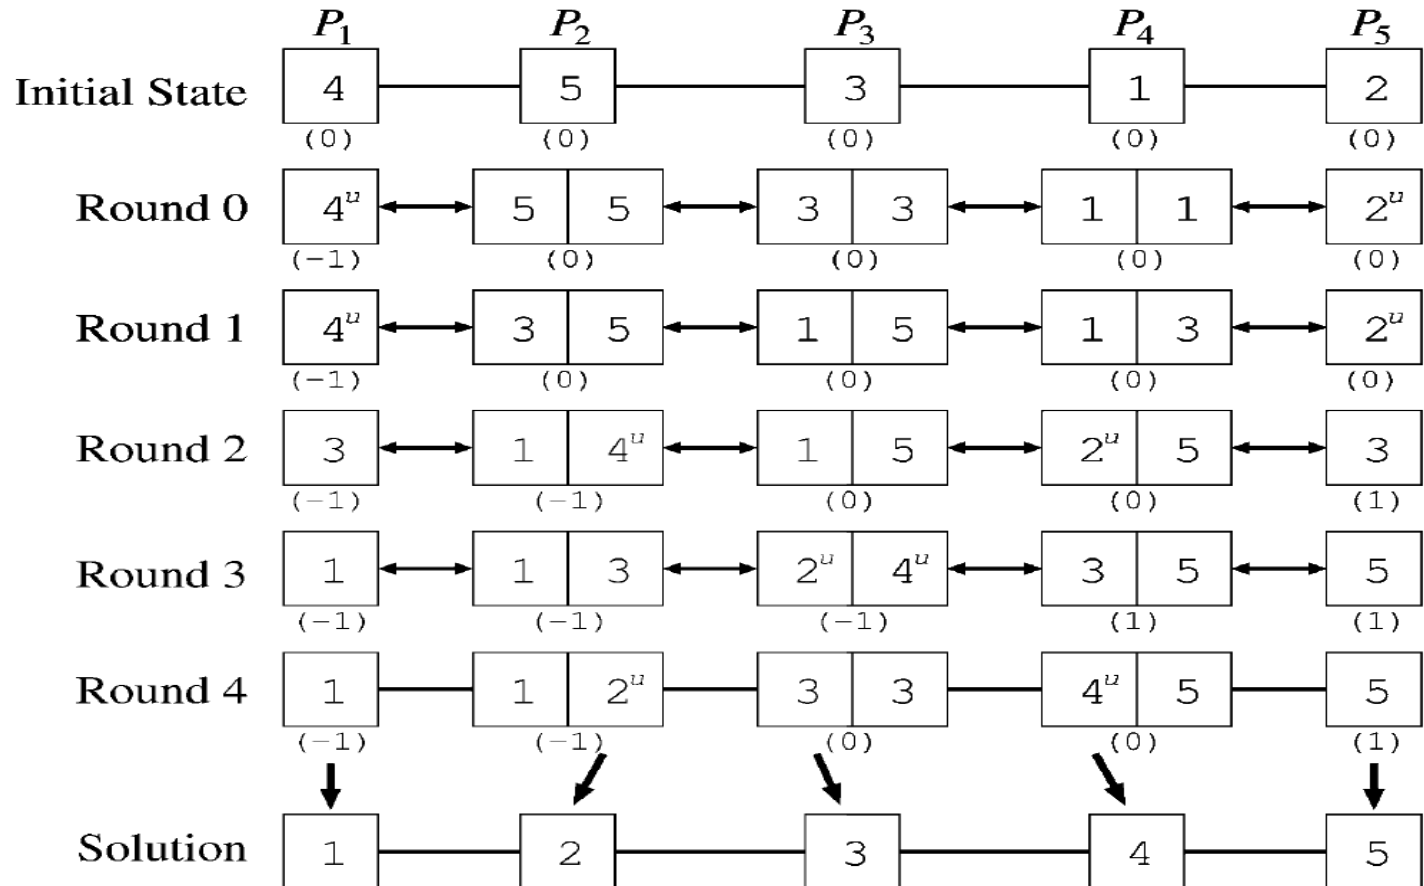 P₁ P₂ P₃ P₄ P₅
Initial State 4 5 3 1 2
(0) (0) (0) (0) (0)
Round 0 4ᵘ 5 5 3 3 1 1 2ᵘ
(-1) (0) (0) (0) (0)
Round 1 4ᵘ 3 5 1 5 1 3 2ᵘ
(-1) (0) (0) (0) (0)
Round 2 3 1 4ᵘ 1 5 2ᵘ 5 3
(-1) (-1) (0) (0) (1)
Round 3 1 1 3 2ᵘ 4ᵘ 3 5 5
(-1) (-1) (-1) (1) (1)
Round 4 1 1 2ᵘ 3 3 4ᵘ 5 5
(-1) (-1) (0) (0) (1)
Solution 1 2 3 4 5